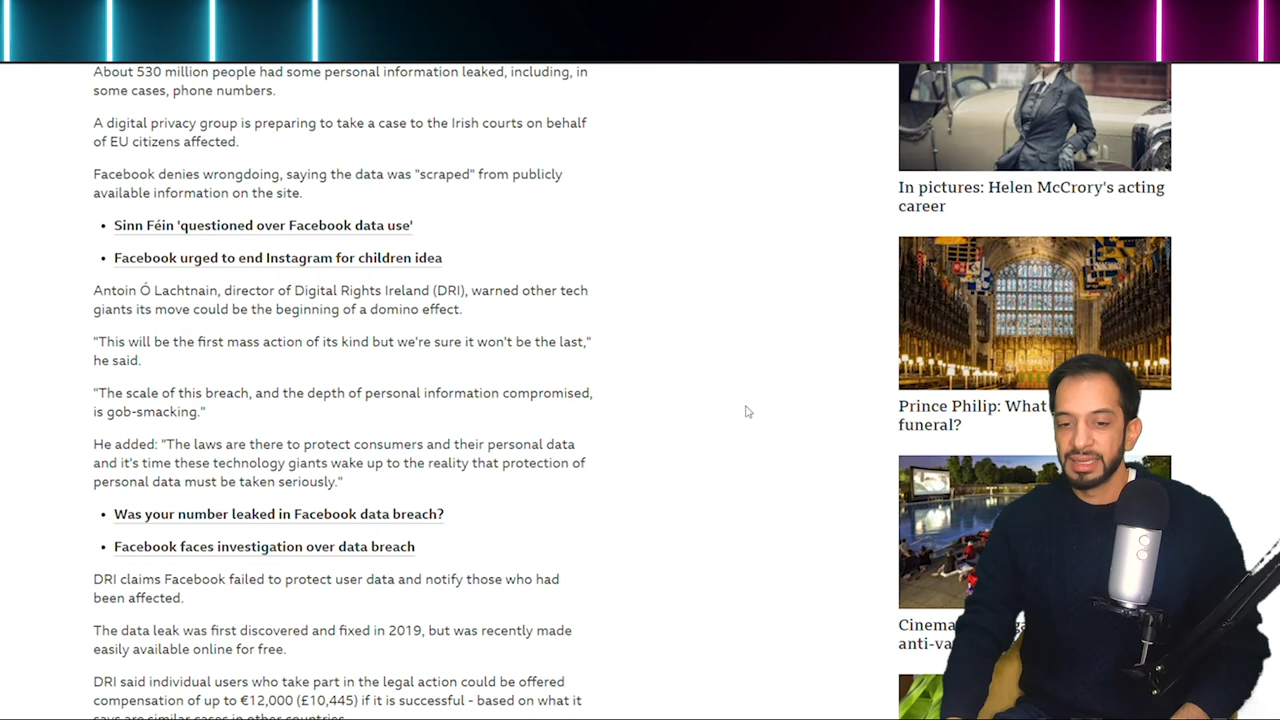 About 530 million people had some personal information leaked, including, in
some cases, phone numbers.
A digital privacy group is preparing to take a case to the Irish courts on behalf
of EU citizens affected.
Facebook denies wrongdoing, saying the data was "scraped" from publicly
available information on the site.
• Sinn Féin 'questioned over Facebook data use'
• Facebook urged to end Instagram for children idea
Antoin Ó Lachtnain, director of Digital Rights Ireland (DRI), warned other tech
giants its move could be the beginning of a domino effect.
"This will be the first mass action of its kind but we're sure it won't be the last,"
he said.
"The scale of this breach, and the depth of personal information compromised,
is gob-smacking."
He added: "The laws are there to protect consumers and their personal data
and it's time these technology giants wake up to the reality that protection of
personal data must be taken seriously."
• Was your number leaked in Facebook data breach?
• Facebook faces investigation over data breach
DRI claims Facebook failed to protect user data and notify those who had
been affected.
The data leak was first discovered and fixed in 2019, but was recently made
easily available online for free.
DRI said individual users who take part in the legal action could be offered
compensation of up to €12,000 (£10,445) if it is successful - based on what it
says are similar cases in other countries.
In pictures: Helen McCrory's acting
career
Prince Philip: What
funeral?
Cinema
anti-va